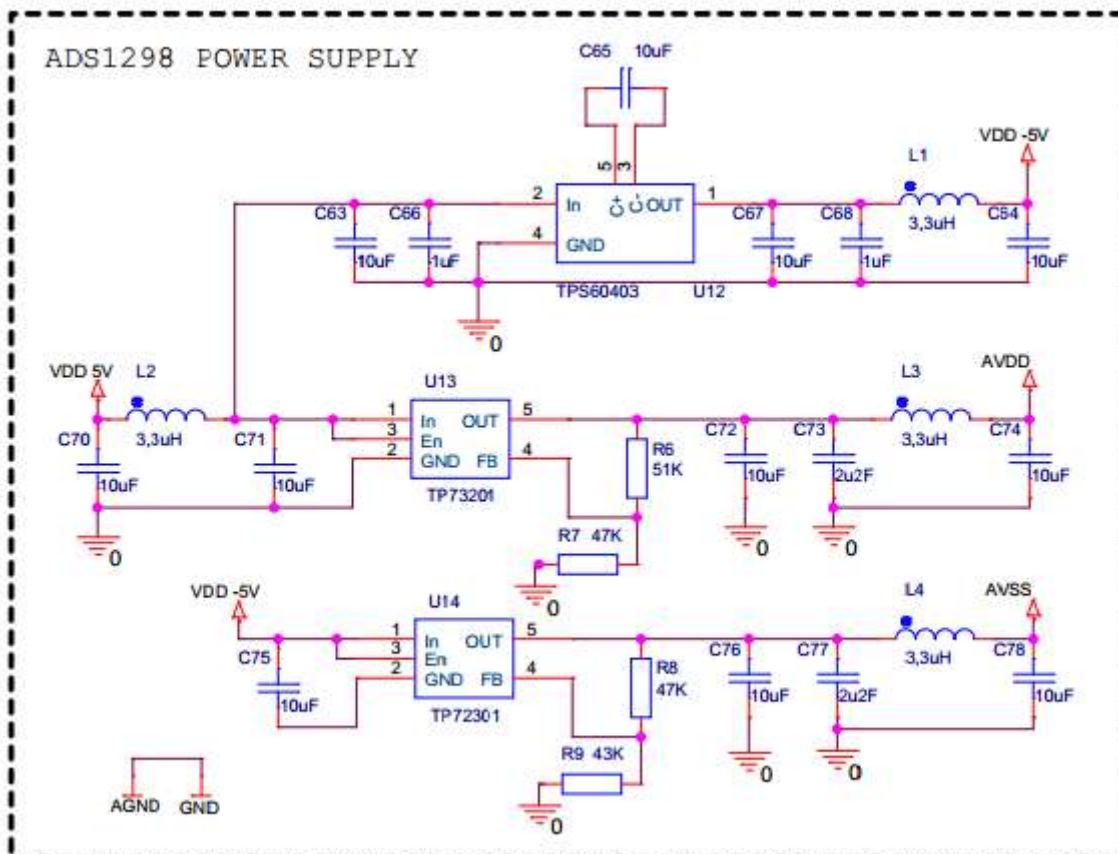 ADS1298 POWER SUPPLY
C65 10uF
5
3
VDD -5V
L1
3,3uH
2
In
C+
C-
OUT
1
4
GND
C63
10uF
C66
1uF
C67
10uF
C68
1uF
C64
10uF
TPS60403
U12
0
VDD 5V
L2
3,3uH
C70
10uF
C71
10uF
0
U13
1
In
OUT
5
3
En
2
GND
FB
4
TP73201
R6
51K
R7 47K
0
C72
10uF
0
C73
2u2F
0
L3
3,3uH
AVDD
C74
10uF
VDD -5V
C75
10uF
U14
1
In
OUT
5
3
En
2
GND
FB
4
TP72301
R8
47K
R9 43K
0
C76
10uF
0
C77
2u2F
0
L4
3,3uH
AVSS
C78
10uF
AGND
GND